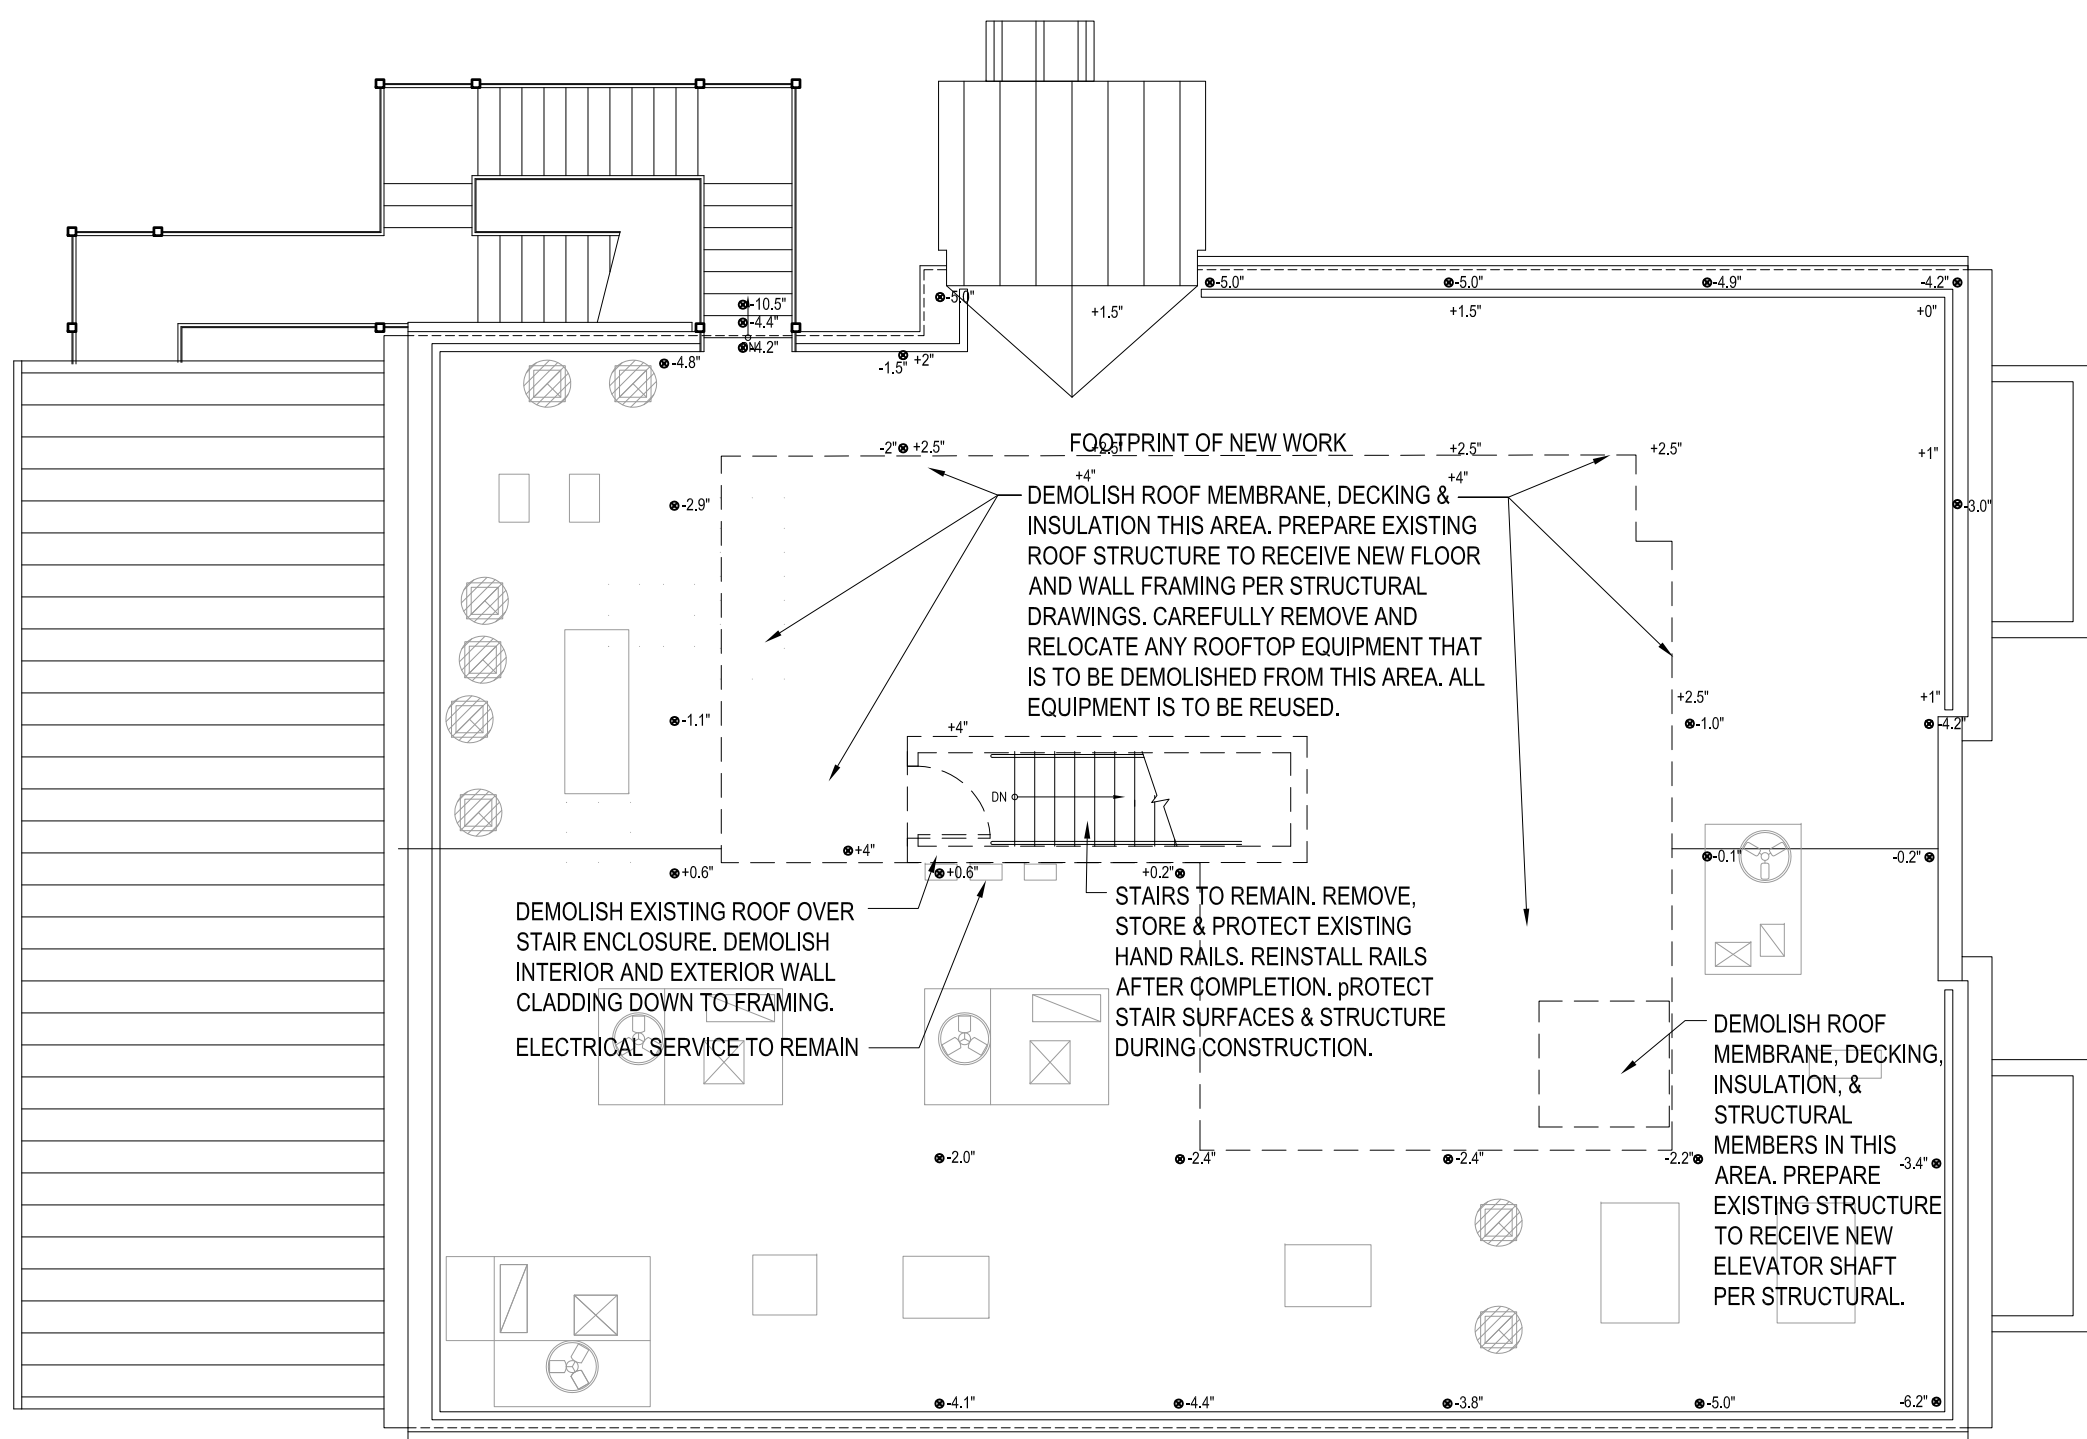 -5.0"
-5.0"
-5.0"
-4.9"
-4.2"
-10.5"
+1.5"
+1.5"
+0"
-4.4"
-4.2"
-4.8"
-1.5"
+2"
FOOTPRINT OF NEW WORK
-2"
+2.5"
+2.5"
+2.5"
+2.5"
+1"
+4"
+4"
-2.9"
-3.0"
DEMOLISH ROOF MEMBRANE, DECKING &
INSULATION THIS AREA. PREPARE EXISTING
ROOF STRUCTURE TO RECEIVE NEW FLOOR
AND WALL FRAMING PER STRUCTURAL
DRAWINGS. CAREFULLY REMOVE AND
RELOCATE ANY ROOFTOP EQUIPMENT THAT
IS TO BE DEMOLISHED FROM THIS AREA. ALL
EQUIPMENT IS TO BE REUSED.
+2.5"
+1"
-1.1"
+4"
-1.0"
-4.2"
DN
+4"
-0.1"
-0.2"
+0.6"
+0.6"
+0.2"
DEMOLISH EXISTING ROOF OVER
STAIR ENCLOSURE. DEMOLISH
INTERIOR AND EXTERIOR WALL
CLADDING DOWN TO FRAMING.
ELECTRICAL SERVICE TO REMAIN
STAIRS TO REMAIN. REMOVE,
STORE & PROTECT EXISTING
HAND RAILS. REINSTALL RAILS
AFTER COMPLETION. pROTECT
STAIR SURFACES & STRUCTURE
DURING CONSTRUCTION.
DEMOLISH ROOF
MEMBRANE, DECKING,
INSULATION, &
STRUCTURAL
MEMBERS IN THIS
AREA. PREPARE
EXISTING STRUCTURE
TO RECEIVE NEW
ELEVATOR SHAFT
PER STRUCTURAL.
-2.0"
-2.4"
-2.4"
-2.2"
-3.4"
-4.1"
-4.4"
-3.8"
-5.0"
-6.2"